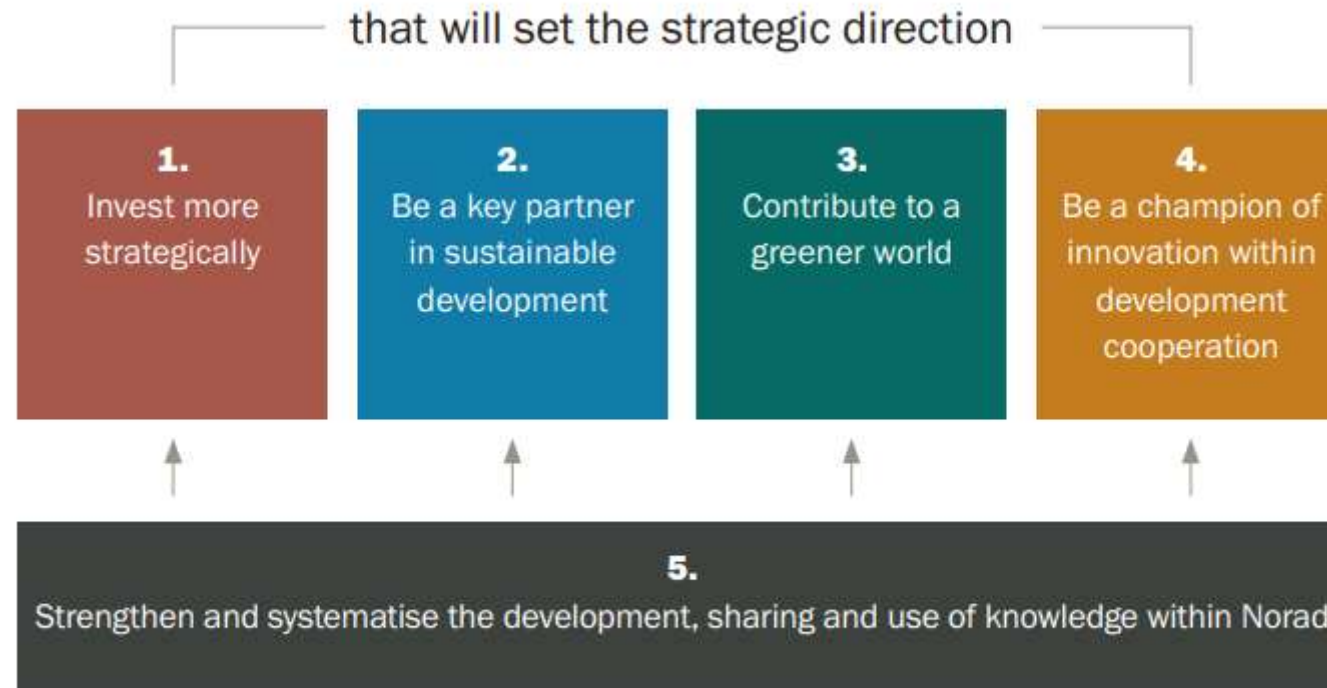 that will set the strategic direction
1.
Invest more
strategically
2.
Be a key partner
in sustainable
development
3.
Contribute to a
greener world
4.
Be a champion of
innovation within
development
cooperation
5.
Strengthen and systematise the development, sharing and use of knowledge within Norad